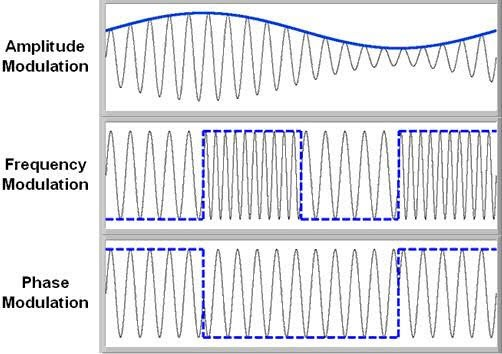 Amplitude
Modulation
Frequency
Modulation
Phase
Modulation